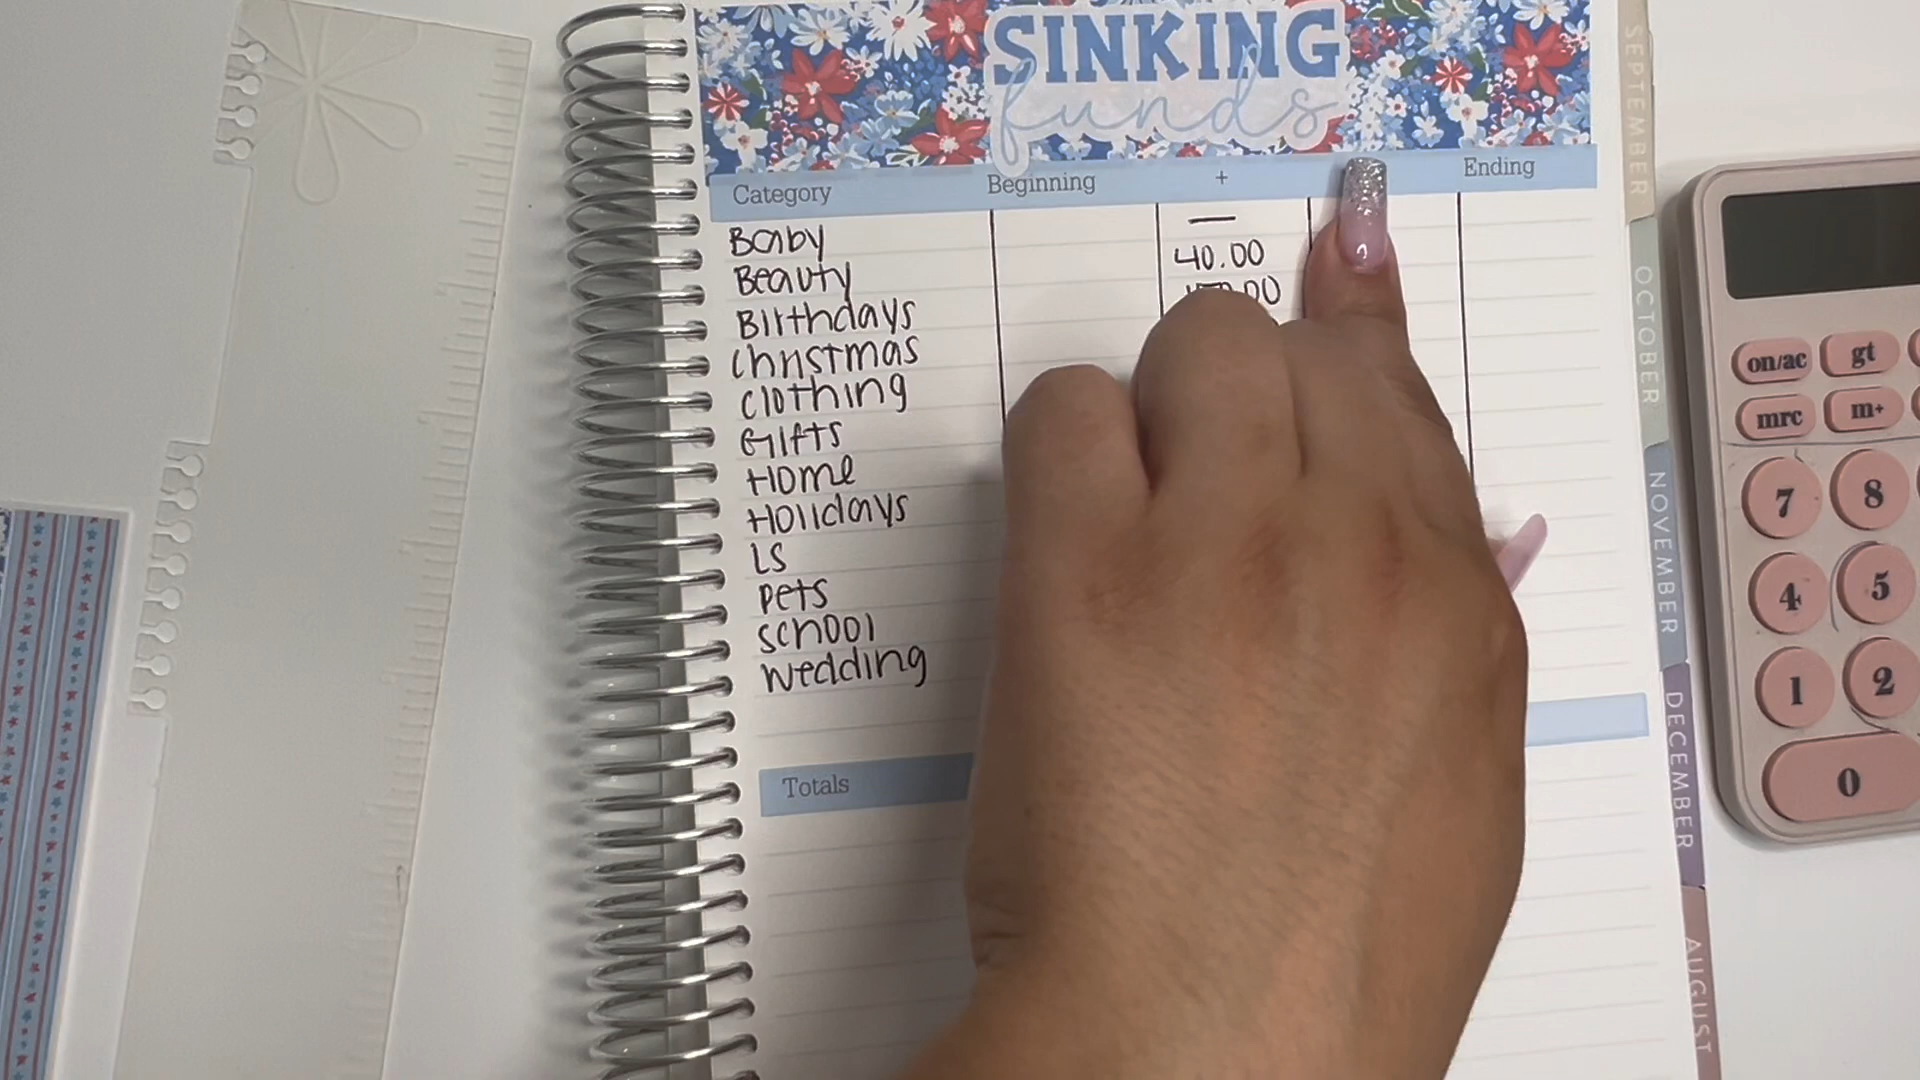 SINKING
funds
Category Beginning + Ending
Baby —
Beauty 40.00
Birthdays
Christmas
Clothing
Gifts
Home
Holidays
LS
Pets
School
Wedding
Totals
SEPTEMBER
OCTOBER
NOVEMBER
DECEMBER
AUGUST
on/ac gt
mrc m+
7 8
4 5
1 2
0